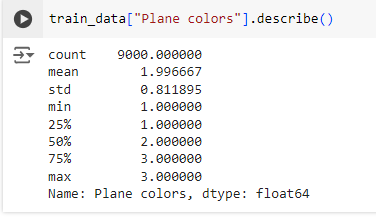 train_data["Plane colors"].describe()
count    9000.000000
mean        1.996667
std         0.811895
min         1.000000
25%         1.000000
50%         2.000000
75%         3.000000
max         3.000000
Name: Plane colors, dtype: float64